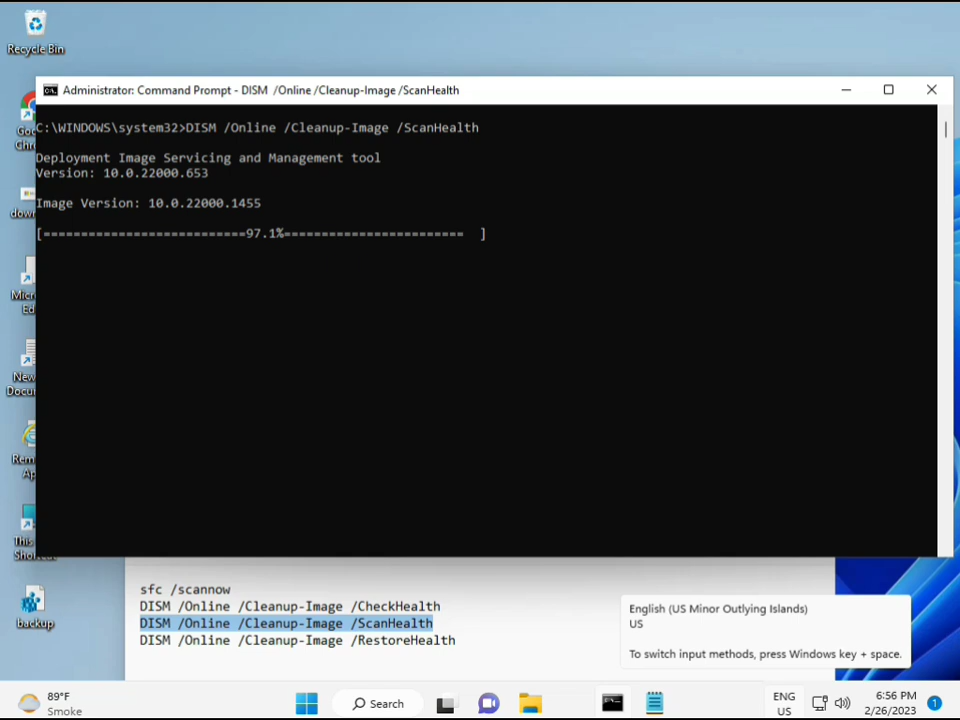 Recycle Bin
Administrator: Command Prompt - DISM  /Online /Cleanup-Image /ScanHealth
C:\WINDOWS\system32>DISM /Online /Cleanup-Image /ScanHealth
Deployment Image Servicing and Management tool
Version: 10.0.22000.653
Image Version: 10.0.22000.1455
[===========================97.1%========================  ]
backup
sfc /scannow
DISM /Online /Cleanup-Image /CheckHealth
DISM /Online /Cleanup-Image /ScanHealth
DISM /Online /Cleanup-Image /RestoreHealth
English (US Minor Outlying Islands)
US
To switch input methods, press Windows key + space.
89°F
Smoke
Search
ENG
US
6:56 PM
2/26/2023
1